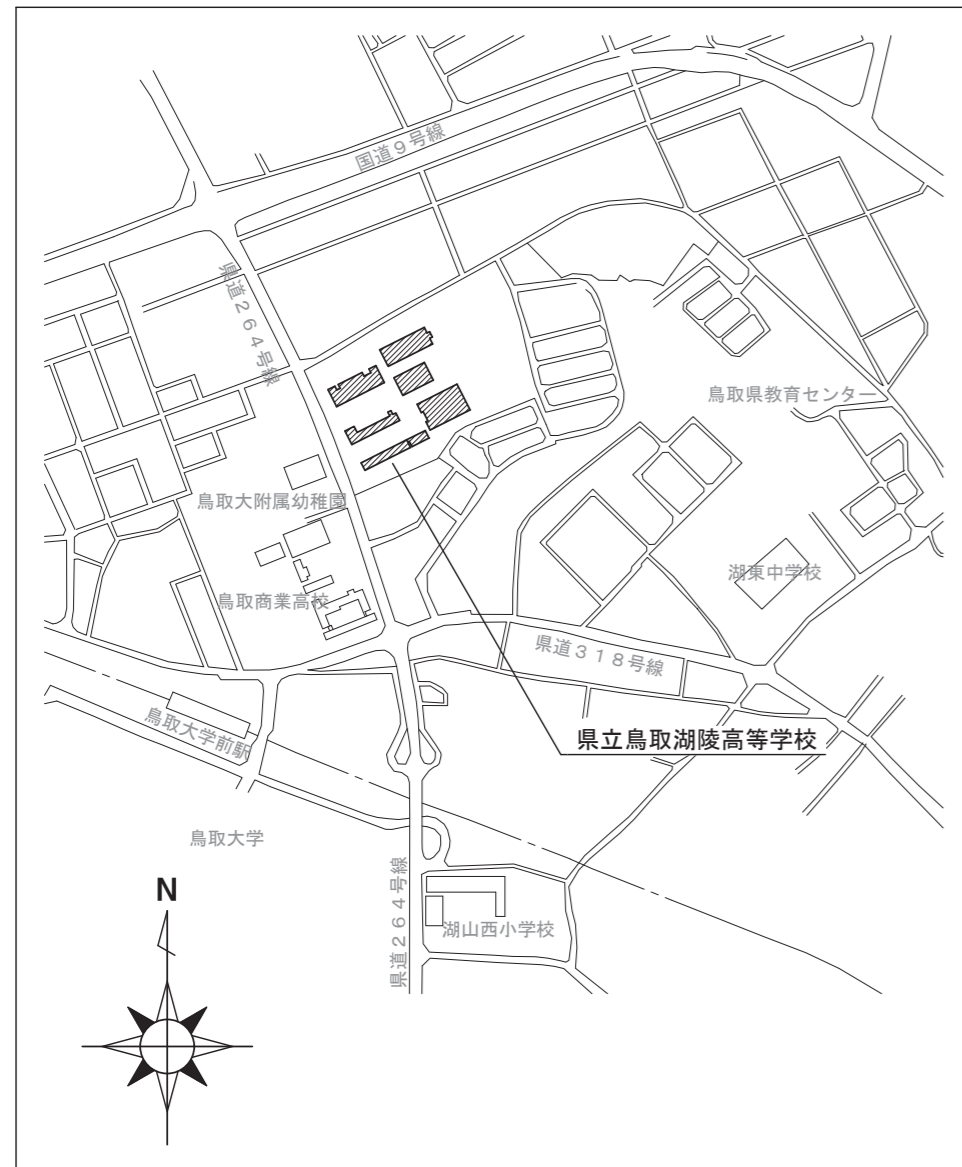 国道９号線
県道２６４号線
鳥取県教育センター
鳥取大附属幼稚園
湖東中学校
鳥取商業高校
県道３１８号線
鳥取大学前駅
県立鳥取湖陵高等学校
鳥取大学
県道２６４号線
N
湖山西小学校